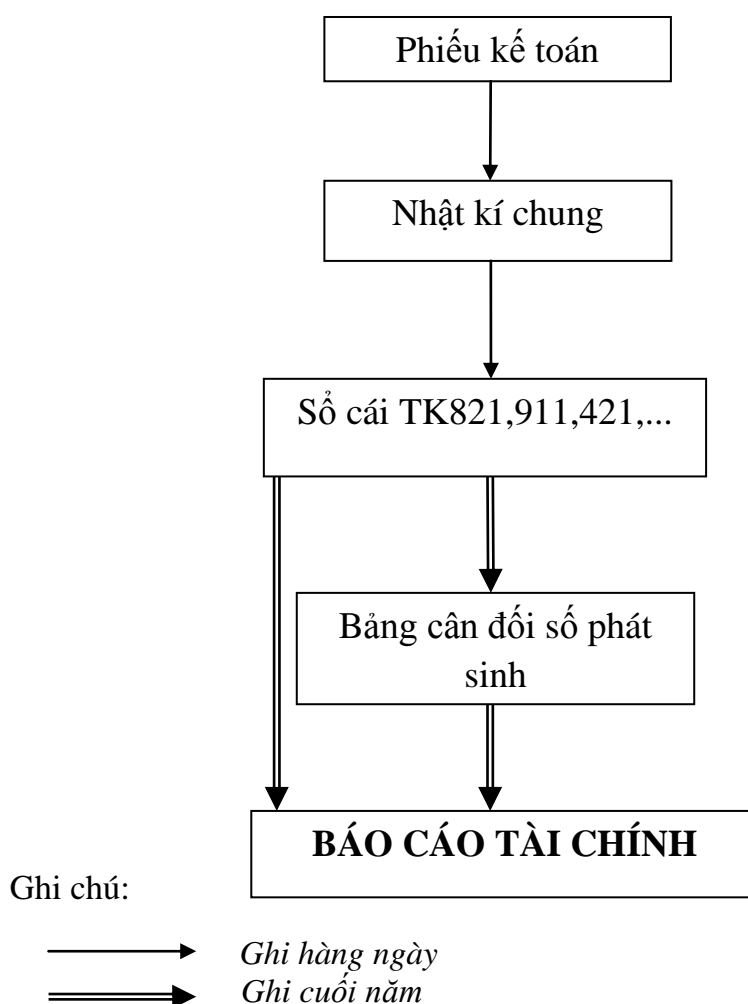 Phiếu kế toán
Nhật kí chung
Sổ cái TK821,911,421,...
Bảng cân đối số phát
sinh
BÁO CÁO TÀI CHÍNH
Ghi chú:
Ghi hàng ngày
Ghi cuối năm